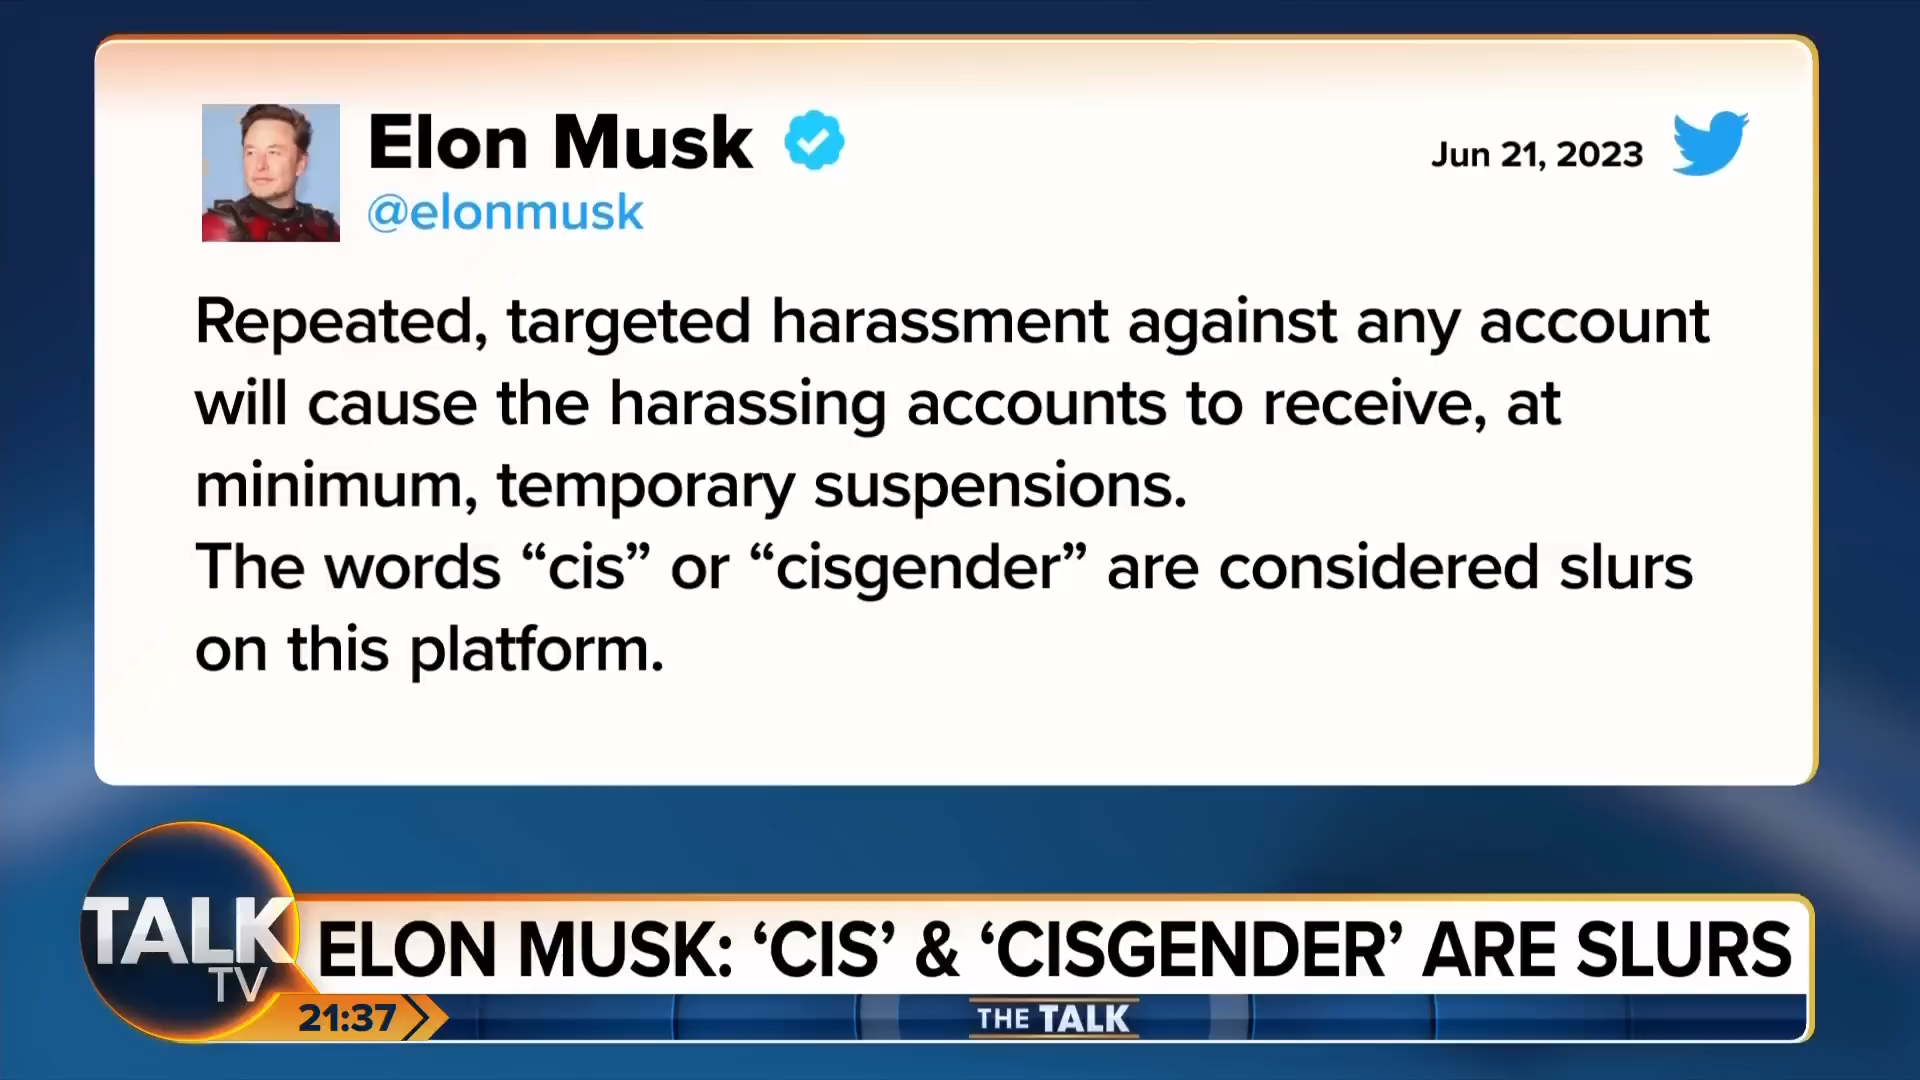 Elon Musk
@elonmusk
Jun 21, 2023
Repeated, targeted harassment against any account
will cause the harassing accounts to receive, at
minimum, temporary suspensions.
The words “cis” or “cisgender” are considered slurs
on this platform.
TALK
TV
ELON MUSK: ‘CIS’ & ‘CISGENDER’ ARE SLURS
21:37
THE TALK